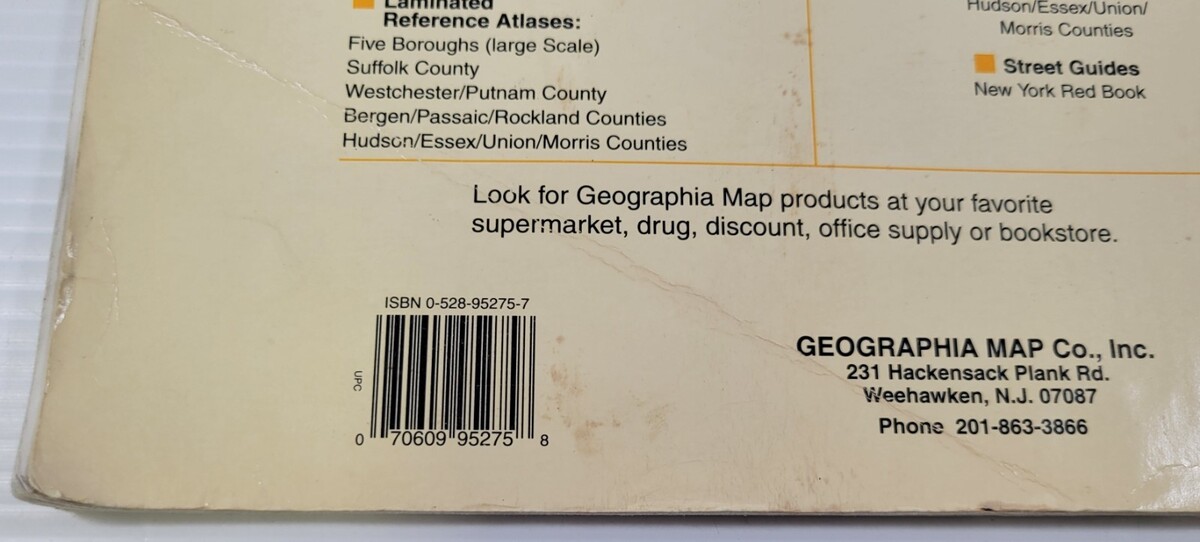 Laminated
Reference Atlases:
Five Boroughs (large Scale)
Suffolk County
Westchester/Putnam County
Bergen/Passaic/Rockland Counties
Hudson/Essex/Union/Morris Counties
Hudson/Essex/Union/
Morris Counties
Street Guides
New York Red Book
Look for Geographia Map products at your favorite
supermarket, drug, discount, office supply or bookstore.
ISBN 0-528-95275-7
UPC
0 70609 95275 8
GEOGRAPHIA MAP Co., Inc.
231 Hackensack Plank Rd.
Weehawken, N.J. 07087
Phone 201-863-3866